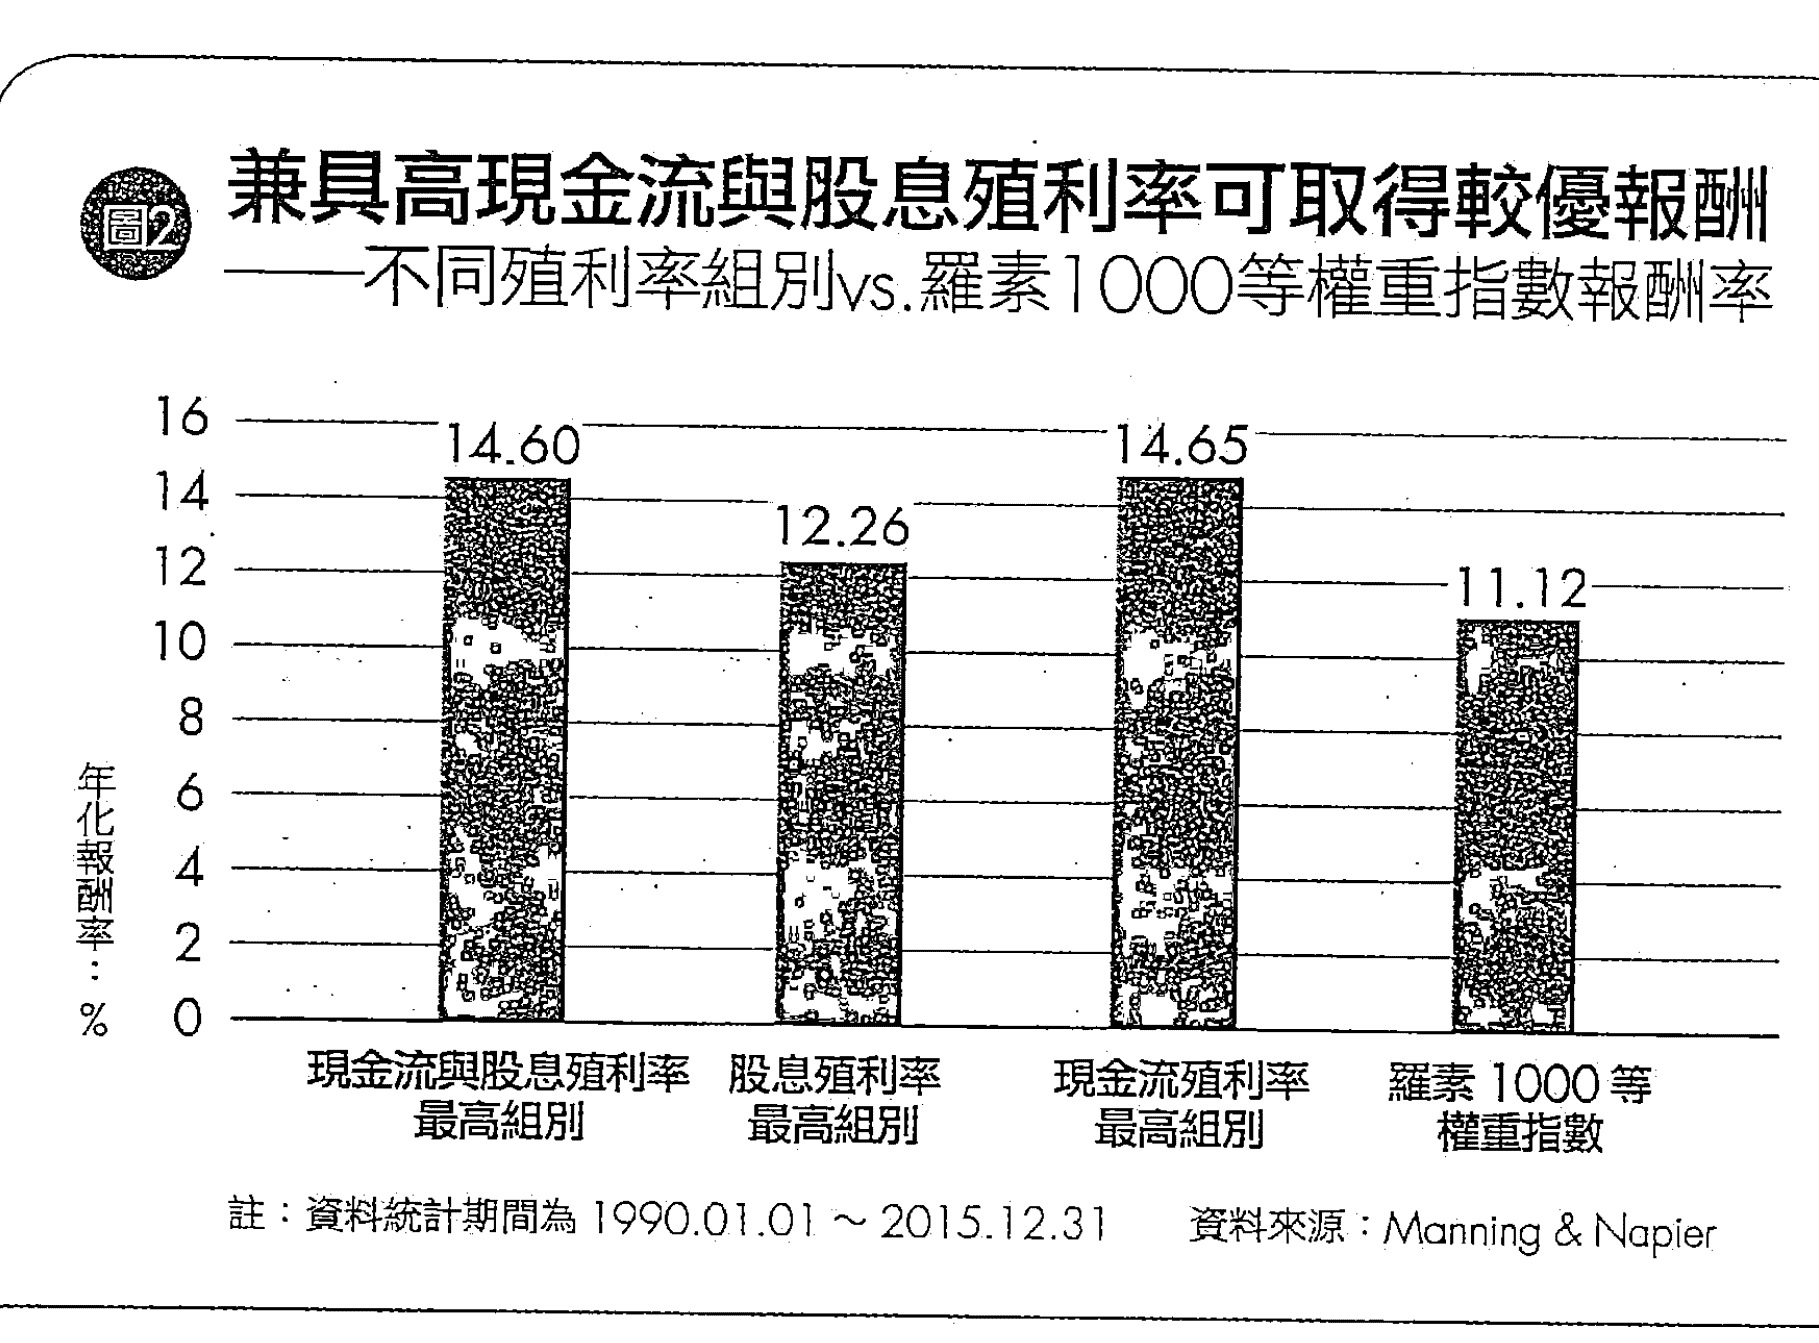 圖2
兼具高現金流與股息殖利率可取得較優報酬
——不同殖利率組別vs.羅素1000等權重指數報酬率
16
14
12
10
8
6
4
2
0
年化報酬率：%
14.60
12.26
14.65
11.12
現金流與股息殖利率
最高組別
股息殖利率
最高組別
現金流殖利率
最高組別
羅素 1000 等
權重指數
註：資料統計期間為 1990.01.01～2015.12.31
資料來源：Manning & Napier